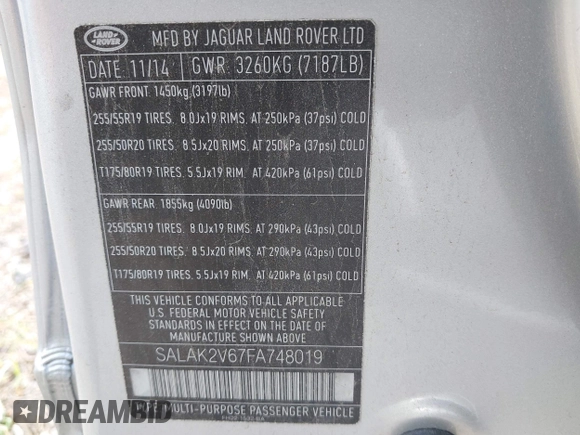 LAND ROVER
MFD BY JAGUAR LAND ROVER LTD
DATE: 11/14 GWR: 3260KG (7187LB)
GAWR FRONT: 1450kg.(3197lb)
255/55R19 TIRES. 8.0Jx19 RIMS. AT 250kPa (37psi) COLD
255/50R20 TIRES. 8.5Jx20 RIMS. AT 250kPa (37psi) COLD
T175/80R19 TIRES. 5.5Jx19 RIM. AT 420kPa (61psi) COLD
GAWR REAR: 1855kg (4090lb)
255/55R19 TIRES. 8.0Jx19 RIMS. AT 290kPa (43psi) COLD
255/50R20 TIRES. 8.5Jx20 RIMS. AT 290kPa (43psi) COLD
T175/80R19 TIRES. 5.5Jx19 RIM. AT 420kPa (61psi) COLD
THIS VEHICLE CONFORMS TO ALL APPLICABLE
U.S. FEDERAL MOTOR VEHICLE SAFETY
STANDARDS IN EFFECT ON THE DATE OF
MANUFACTURE SHOWN ABOVE
SALAK2V67FA748019
MULTI-PURPOSE PASSENGER VEHICLE
DREAMBID